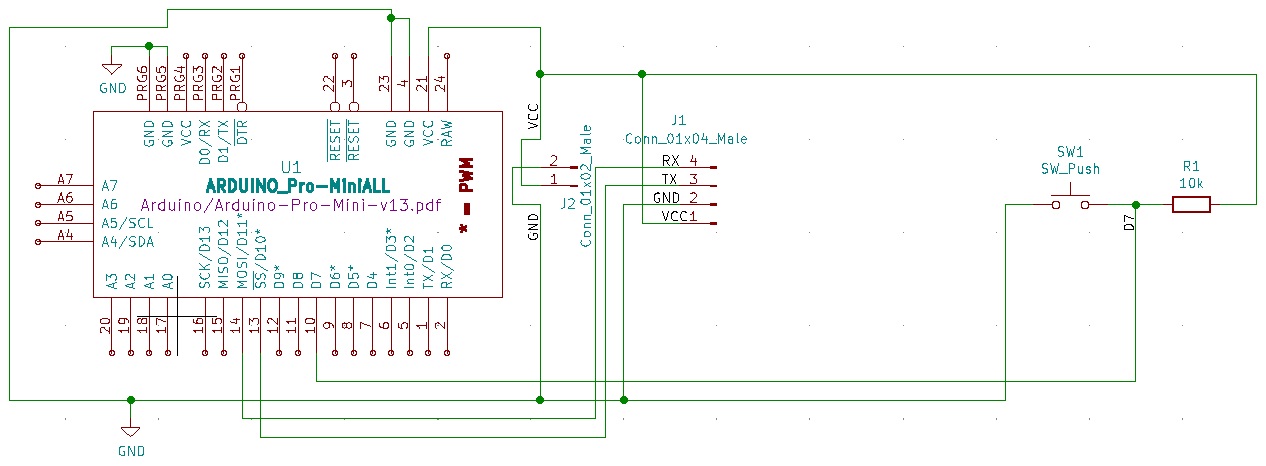 PRG6
PRG5
PRG4
PRG3
PRG2
PRG1
22
3
23
4
21
24
GND
GND
GND
VCC
D0/RX
D1/TX
DTR
RESET
RESET
GND
GND
VCC
RAW
VCC
U1
ARDUINO_Pro-MiniALL
Arduino/Arduino-Pro-Mini-v13.pdf
* = PWM
A7
A7
A6
A6
A5
A5/SCL
A4
A4/SDA
A3
A2
A1
A0
SCK/D13
MISO/D12
MOSI/D11*
SS/D10*
D9*
D8
D7
D6*
D5*
D4
Int1/D3*
Int0/D2
TX/D1
RX/D0
20
19
18
17
16
15
14
13
12
11
10
9
8
7
6
5
1
2
2
1
J2
Conn_01x02_Male
GND
J1
Conn_01x04_Male
RX 4
TX 3
GND 2
VCC 1
SW1
SW_Push
R1
10k
D7
GND